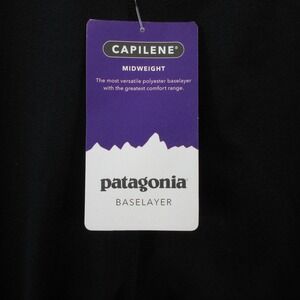 CAPILENE®
MIDWEIGHT
The most versatile polyester baselayer
with the greatest comfort range.
patagonia®
BASELAYER